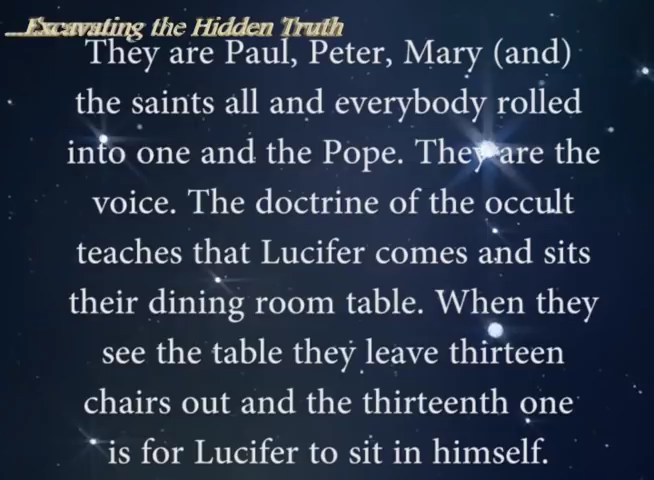 ...Excavating the Hidden Truth
They are Paul, Peter, Mary (and)
the saints all and everybody rolled
into one and the Pope. They are the
voice. The doctrine of the occult
teaches that Lucifer comes and sits
their dining room table. When they
see the table they leave thirteen
chairs out and the thirteenth one
is for Lucifer to sit in himself.